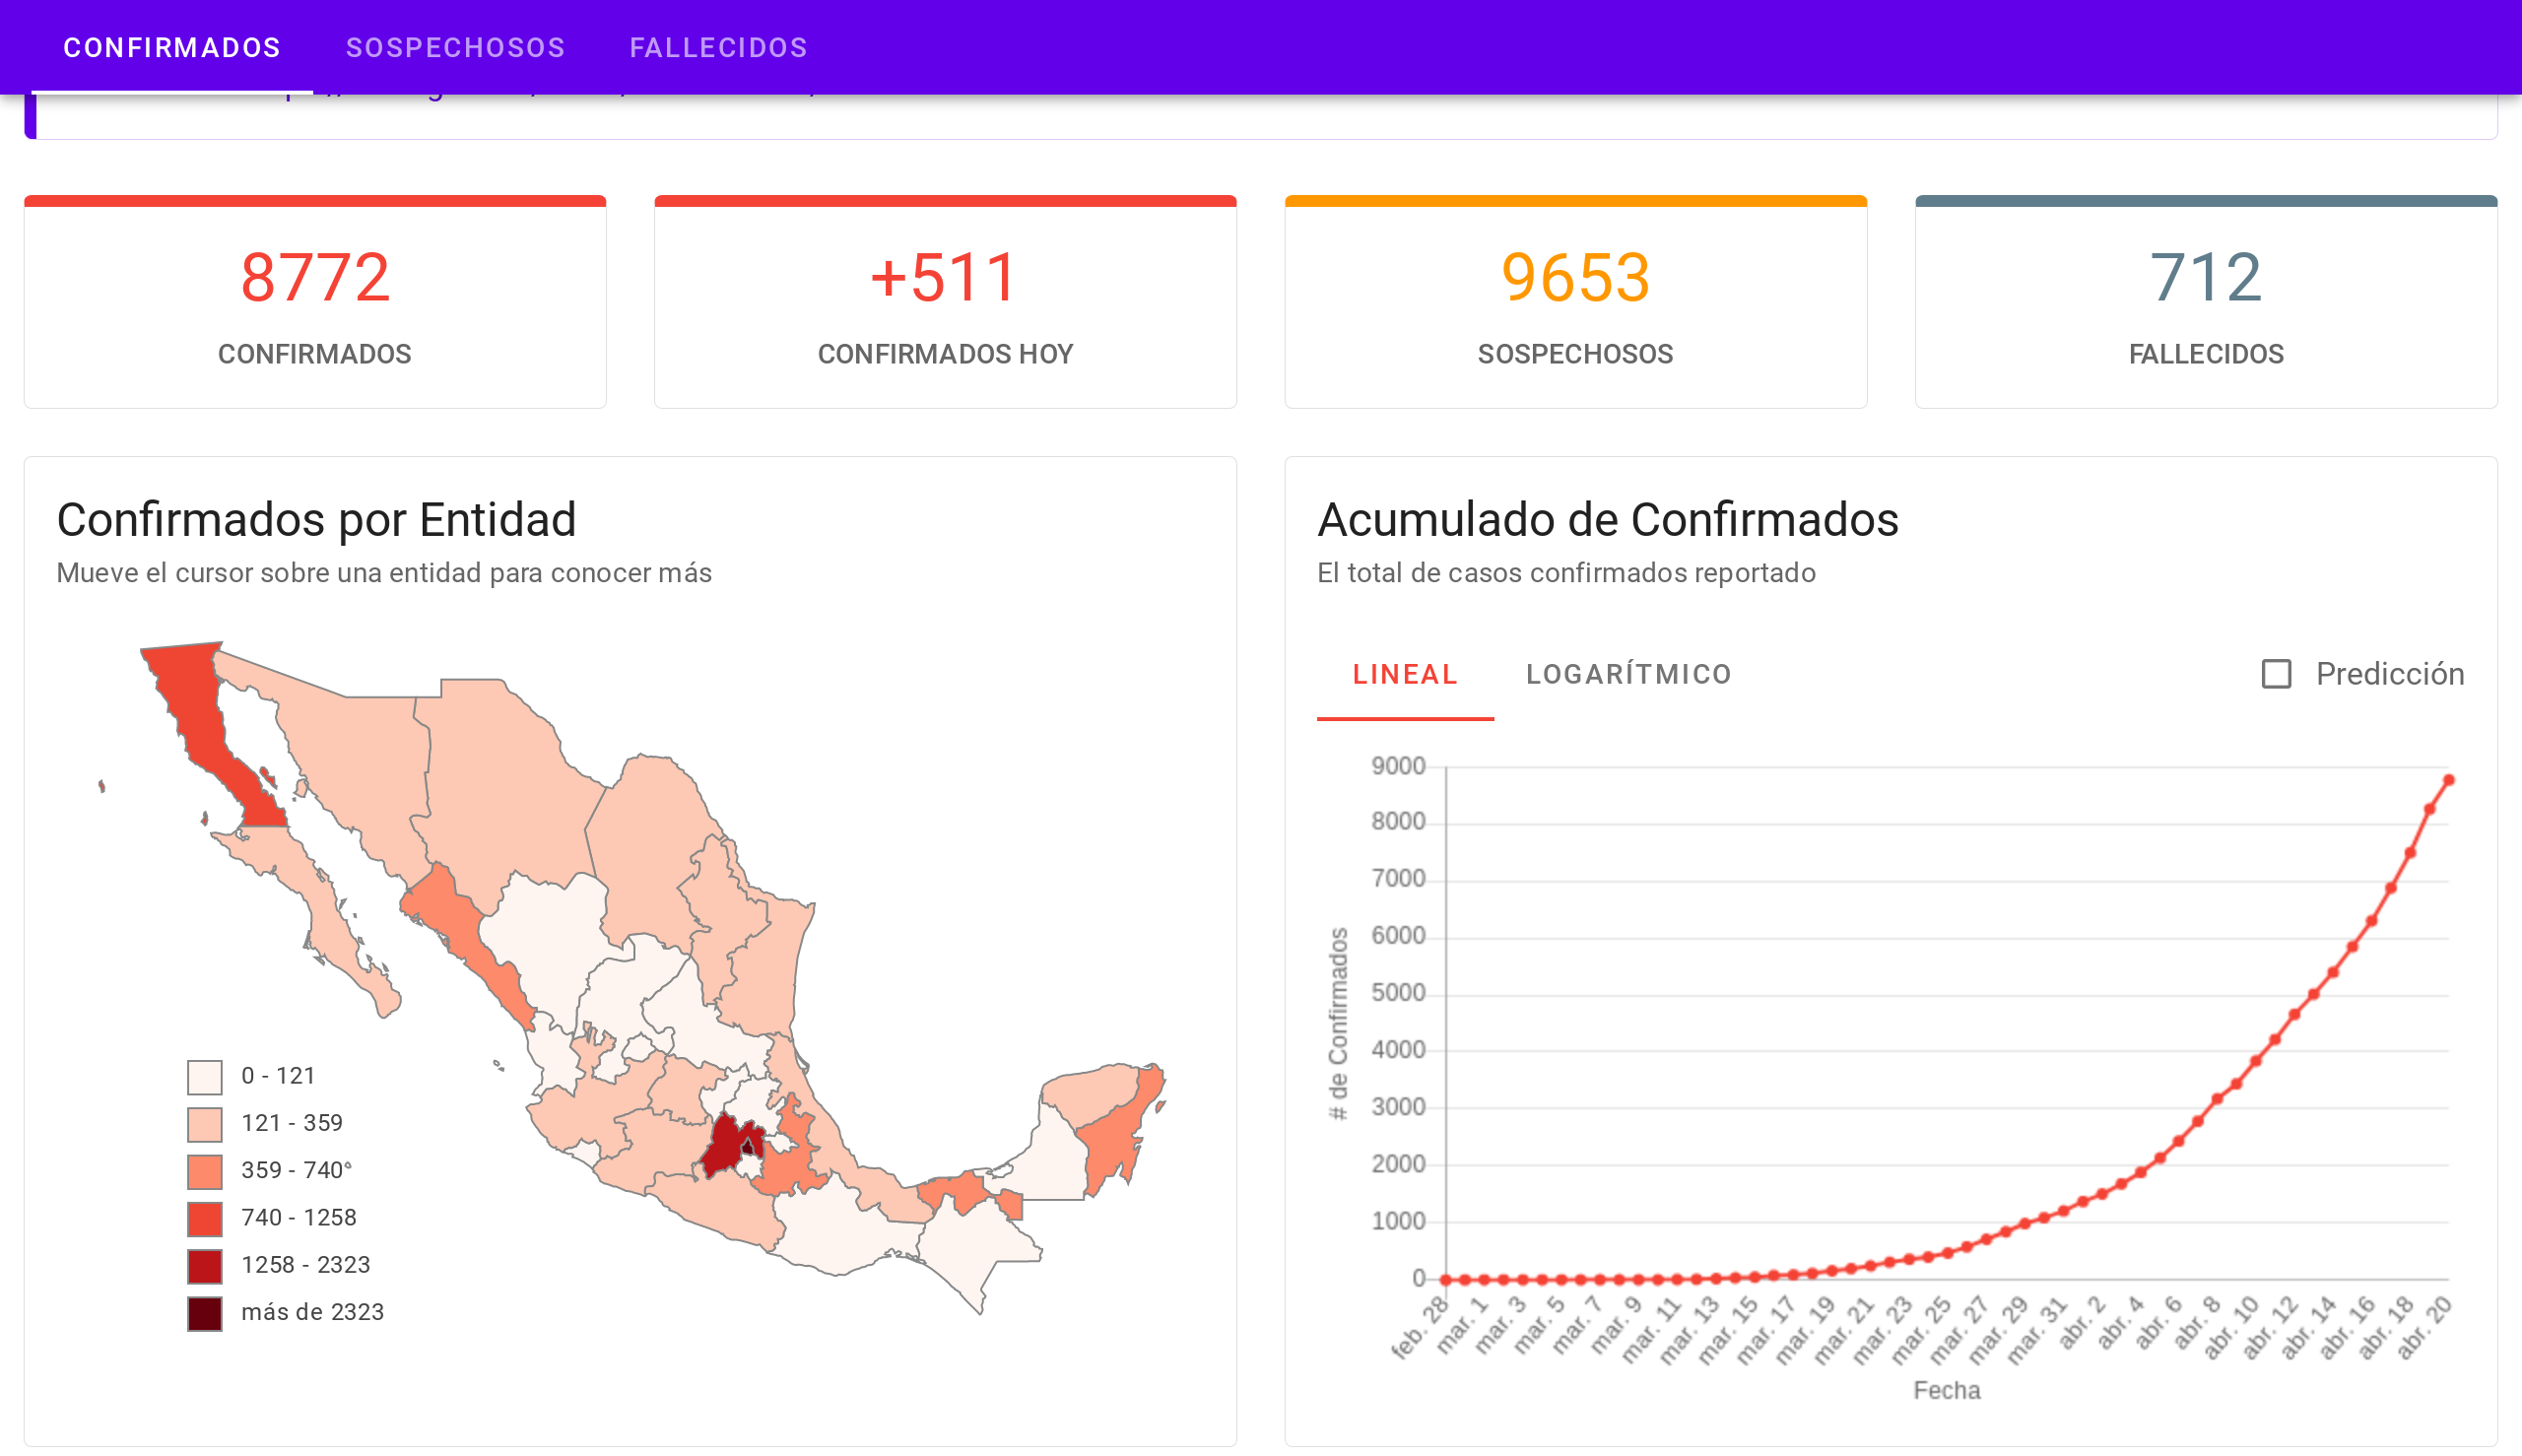 CONFIRMADOS SOSPECHOSOS FALLECIDOS
8772
CONFIRMADOS
+511
CONFIRMADOS HOY
9653
SOSPECHOSOS
712
FALLECIDOS
Confirmados por Entidad
Mueve el cursor sobre una entidad para conocer más
0 - 121
121 - 359
359 - 740°
740 - 1258
1258 - 2323
más de 2323
Acumulado de Confirmados
El total de casos confirmados reportado
LINEAL LOGARÍTMICO Predicción
# de Confirmados
9000
8000
7000
6000
5000
4000
3000
2000
1000
0
feb. 28 mar. 1 mar. 3 mar. 5 mar. 7 mar. 9 mar. 11 mar. 13 mar. 15 mar. 17 mar. 19 mar. 21 mar. 23 mar. 25 mar. 27 mar. 29 mar. 31 abr. 2 abr. 4 abr. 6 abr. 8 abr. 10 abr. 12 abr. 14 abr. 16 abr. 18 abr. 20
Fecha